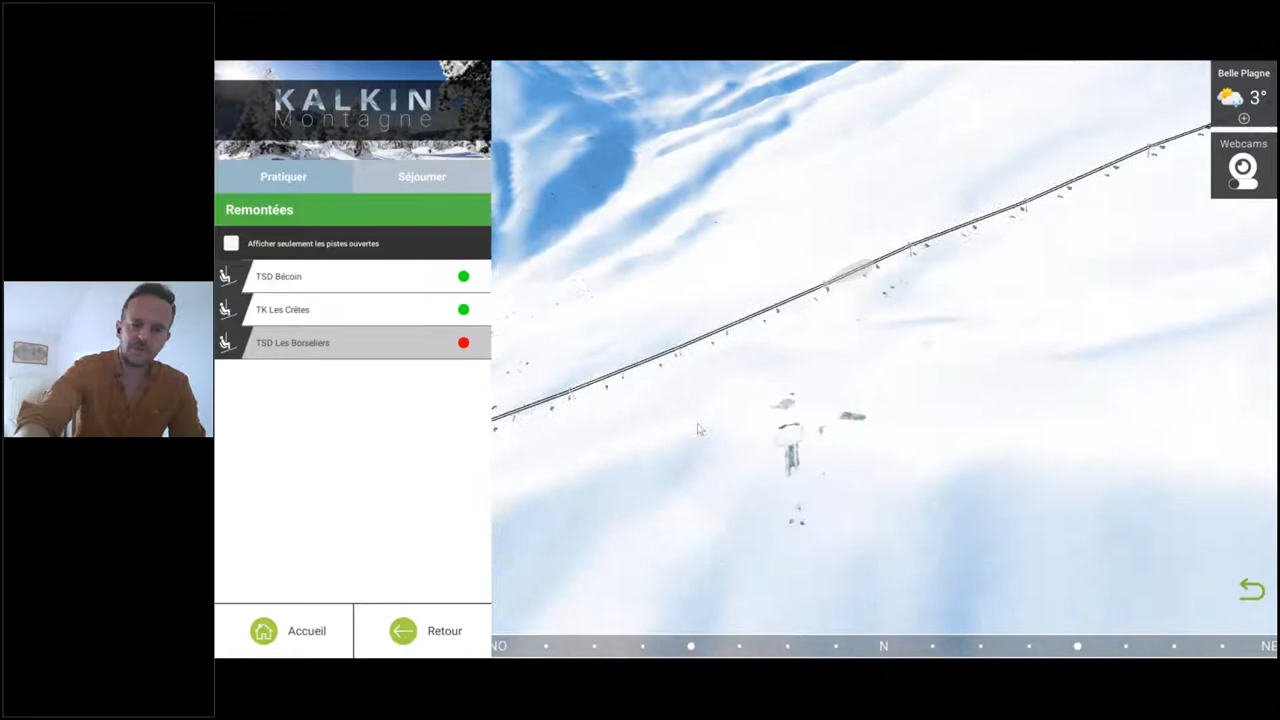 KALKIN
Montagne
Pratiquer
Séjourner
Remontées
Afficher seulement les pistes ouvertes
TSD Bécoin
TK Les Crêtes
TSD Les Borseliers
Accueil
Retour
Belle Plagne
3°
Webcams
NO
N
NE